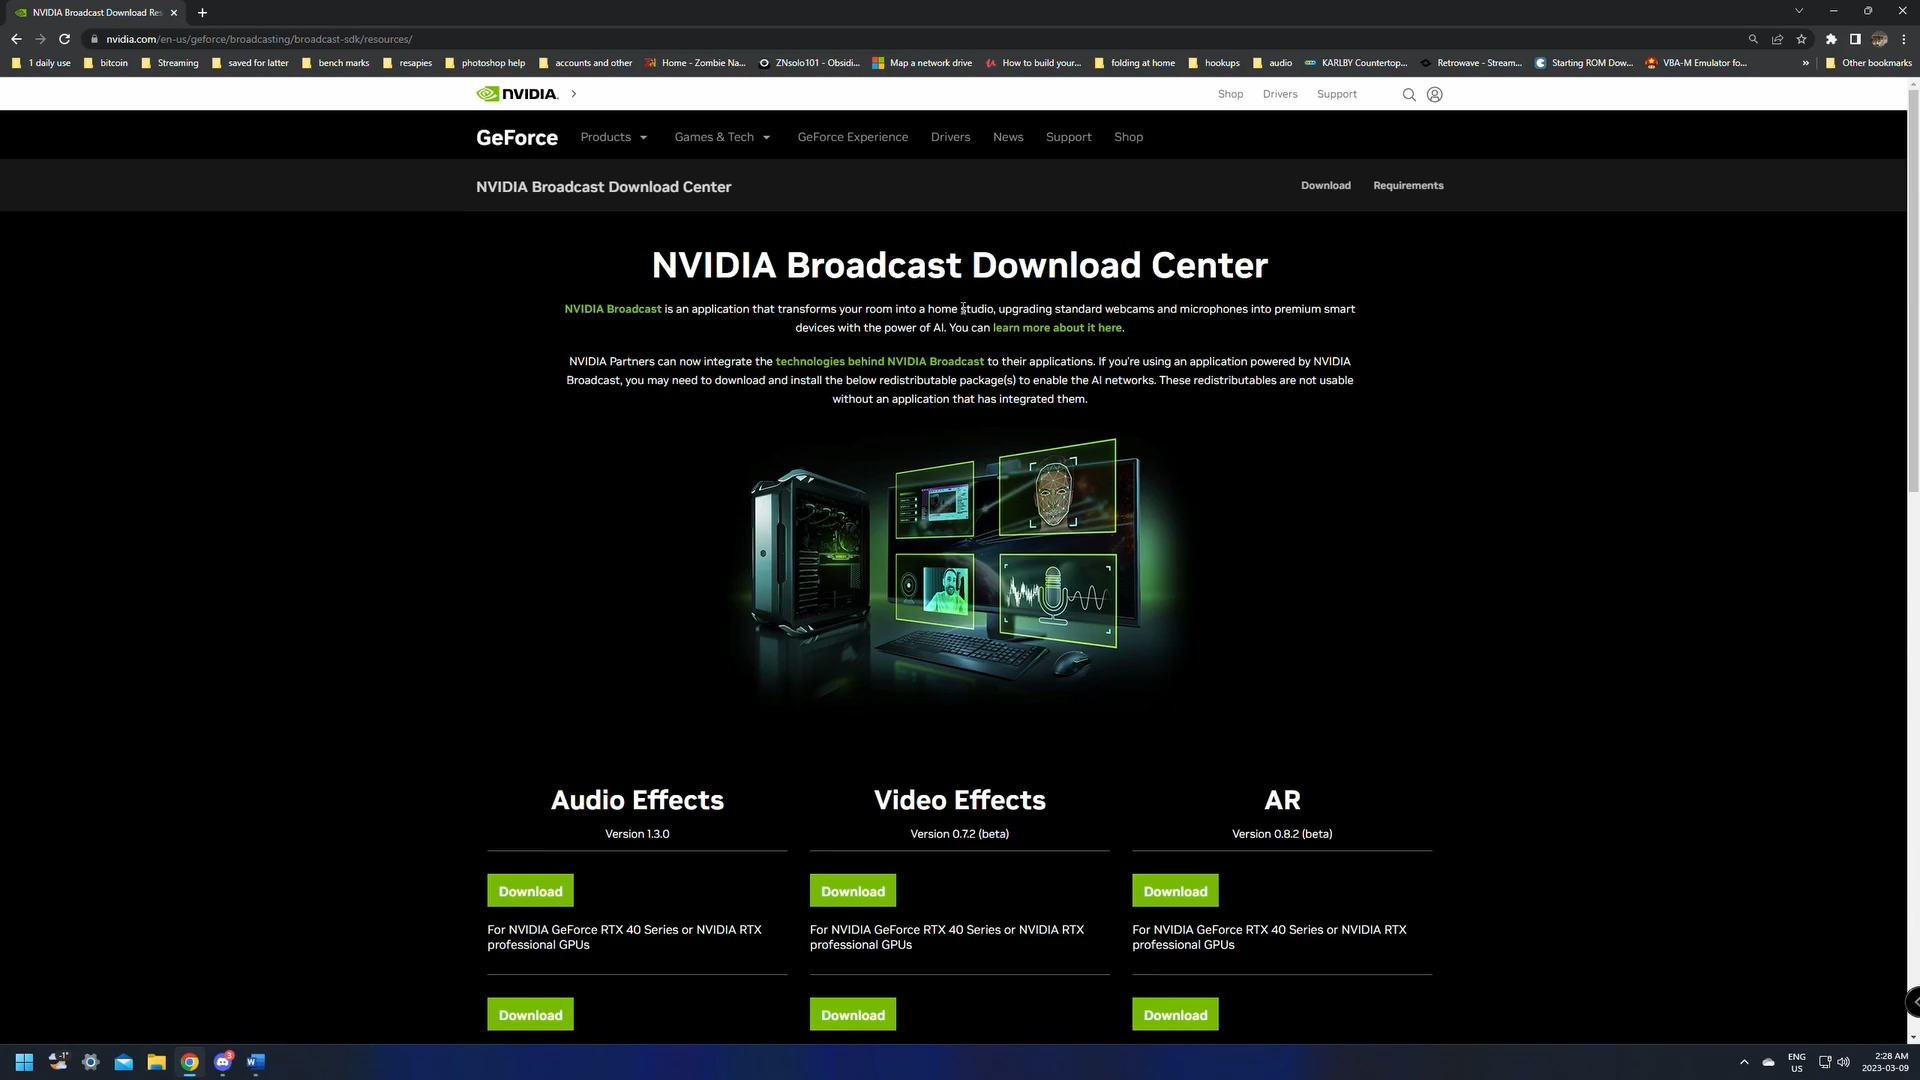 NVIDIA Broadcast Download Res
nvidia.com/en-us/geforce/broadcasting/broadcast-sdk/resources/
1 daily use
bitcoin
Streaming
saved for latter
bench marks
resapies
photoshop help
accounts and other
Home - Zombie Na...
ZNsolo101 - Obsidi...
Map a network drive
How to build your...
folding at home
hookups
audio
KARLBY Countertop...
Retrowave - Stream...
Starting ROM Dow...
VBA-M Emulator fo...
»
Other bookmarks
NVIDIA.
Shop
Drivers
Support
GeForce
Products
Games & Tech
GeForce Experience
Drivers
News
Support
Shop
NVIDIA Broadcast Download Center
Download
Requirements
NVIDIA Broadcast Download Center
NVIDIA Broadcast is an application that transforms your room into a home studio, upgrading standard webcams and microphones into premium smart
devices with the power of AI. You can learn more about it here.
NVIDIA Partners can now integrate the technologies behind NVIDIA Broadcast to their applications. If you're using an application powered by NVIDIA
Broadcast, you may need to download and install the below redistributable package(s) to enable the AI networks. These redistributables are not usable
without an application that has integrated them.
Audio Effects
Version 1.3.0
Download
For NVIDIA GeForce RTX 40 Series or NVIDIA RTX
professional GPUs
Download
Video Effects
Version 0.7.2 (beta)
Download
For NVIDIA GeForce RTX 40 Series or NVIDIA RTX
professional GPUs
Download
AR
Version 0.8.2 (beta)
Download
For NVIDIA GeForce RTX 40 Series or NVIDIA RTX
professional GPUs
Download
-1°
3
ENG
US
2:28 AM
2023-03-09